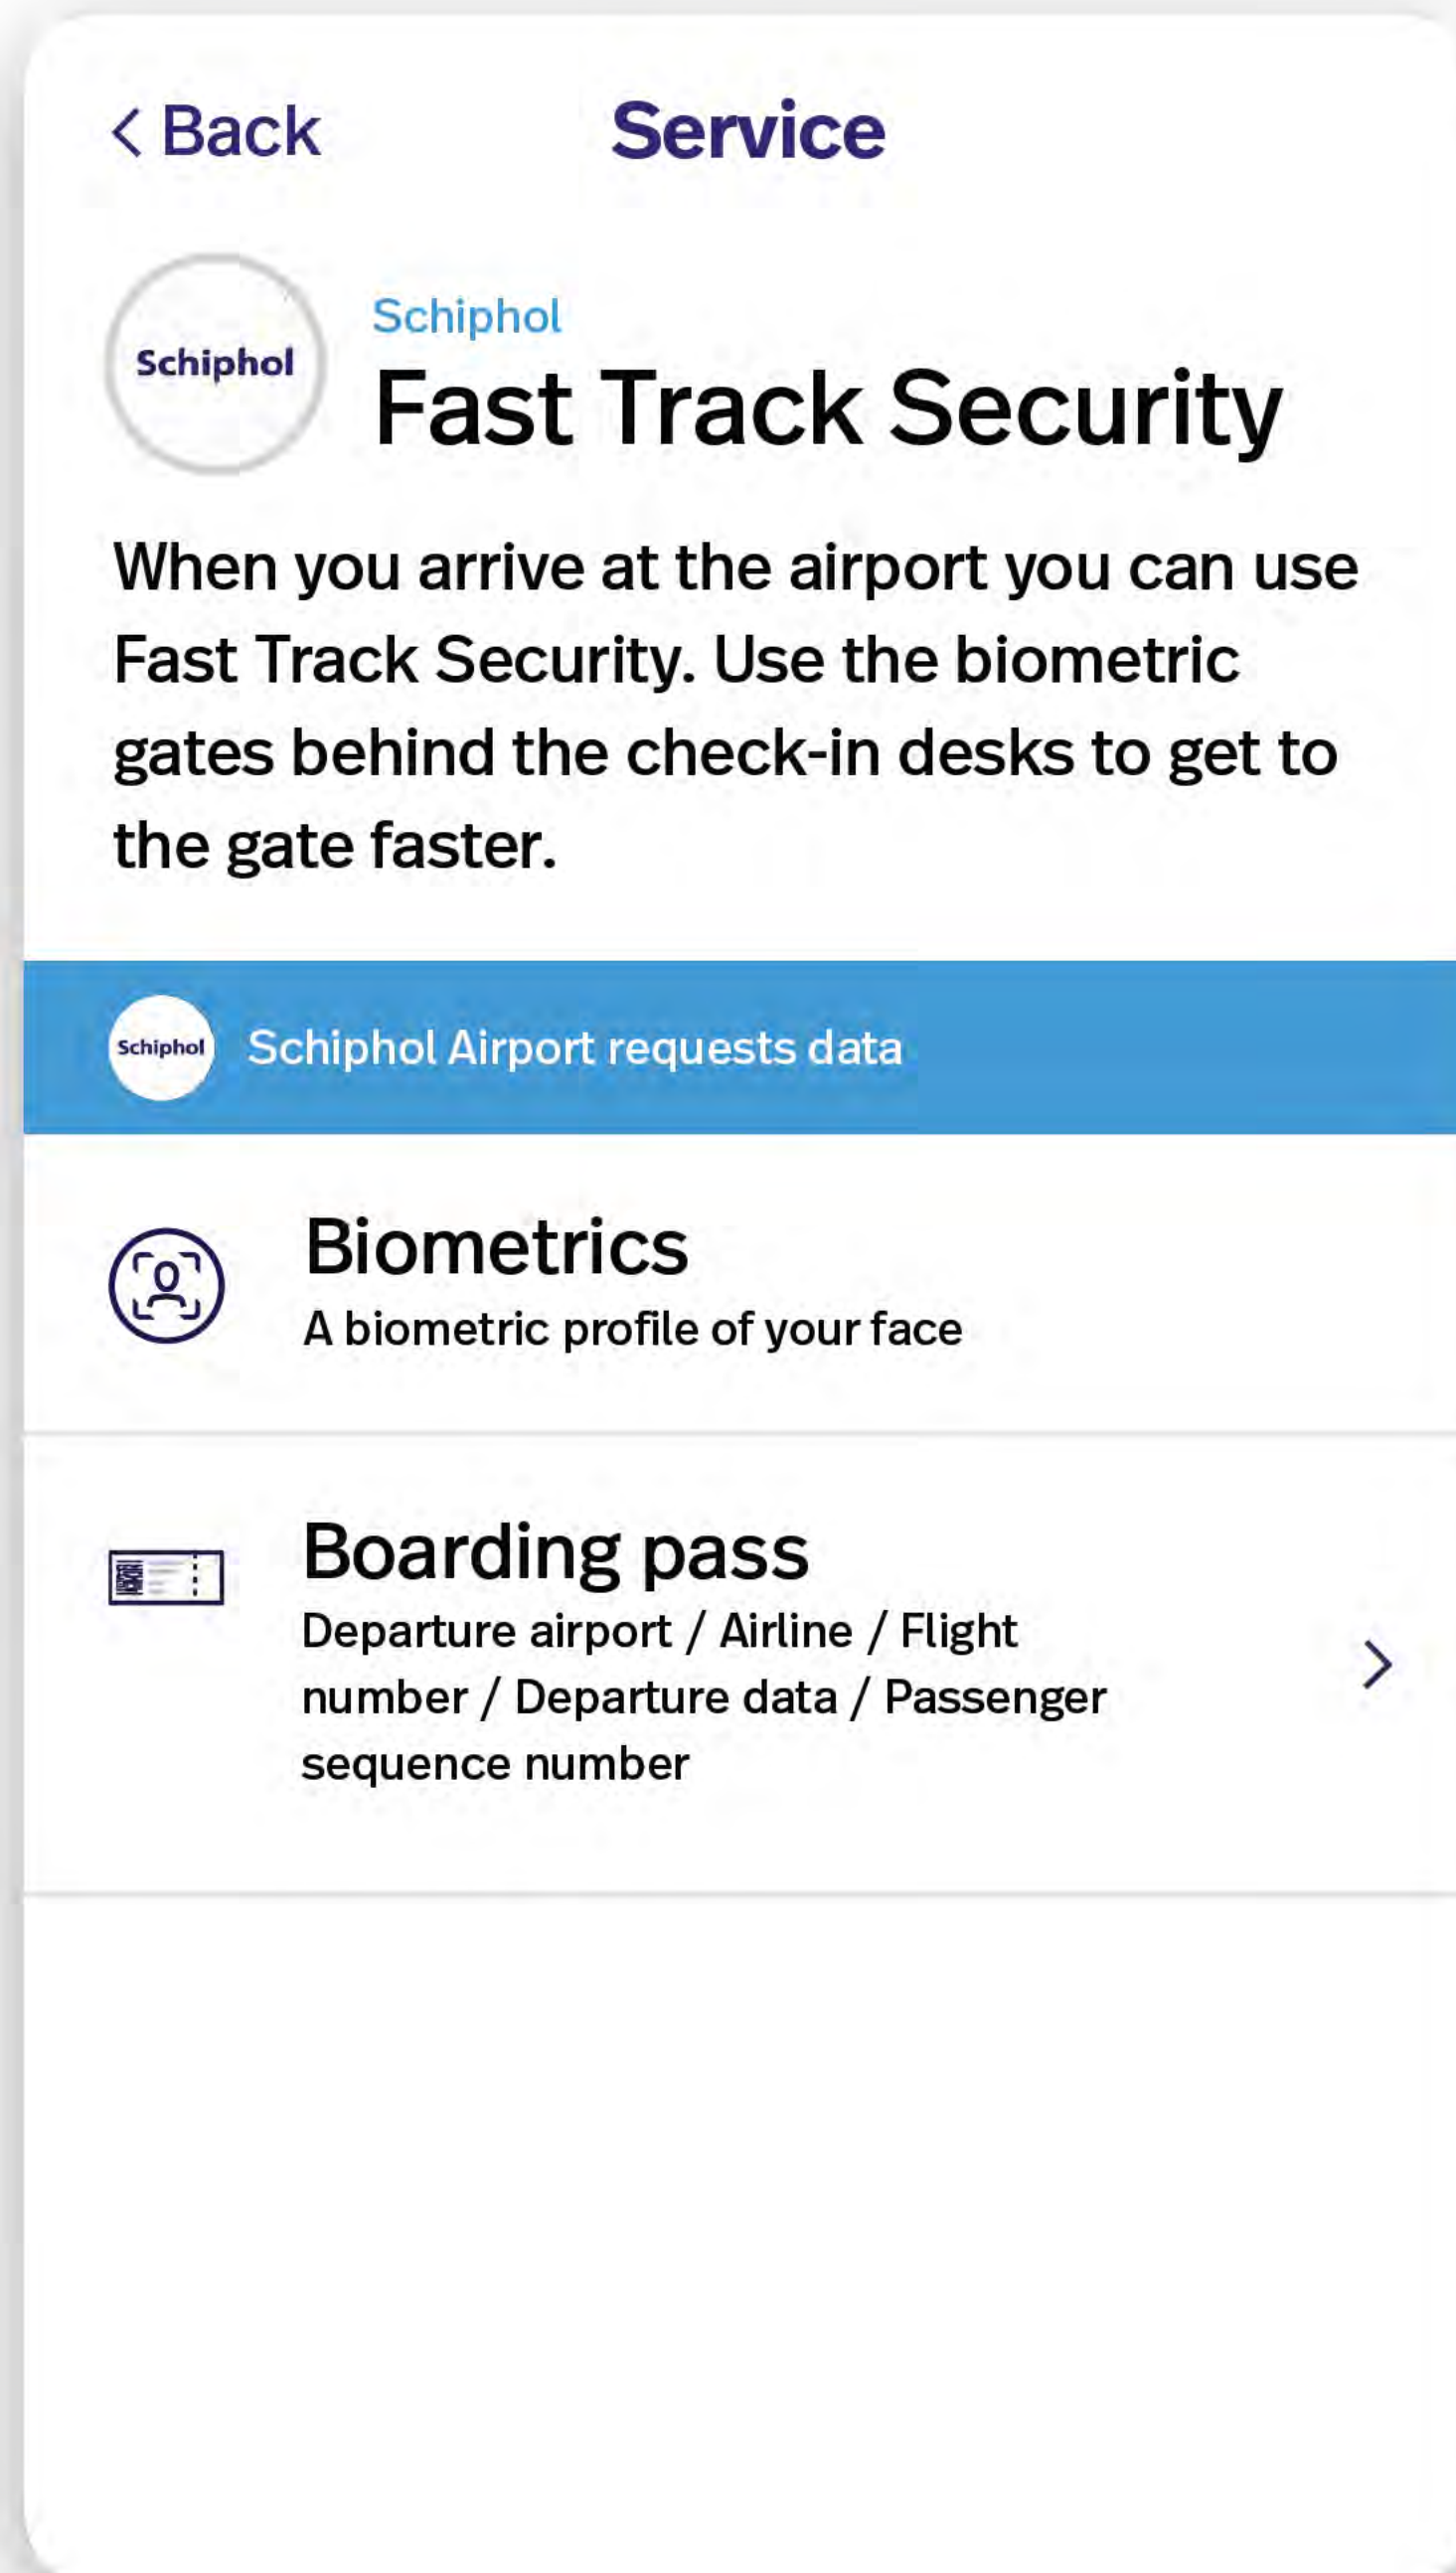 Back
Service
Schiphol
Schiphol
Fast Track Security
When you arrive at the airport you can use
Fast Track Security. Use the biometric
gates behind the check-in desks to get to
the gate faster.
Schiphol
Schiphol Airport requests data
Biometrics
A biometric profile of your face
Boarding pass
Departure airport / Airline / Flight
number / Departure data / Passenger
sequence number